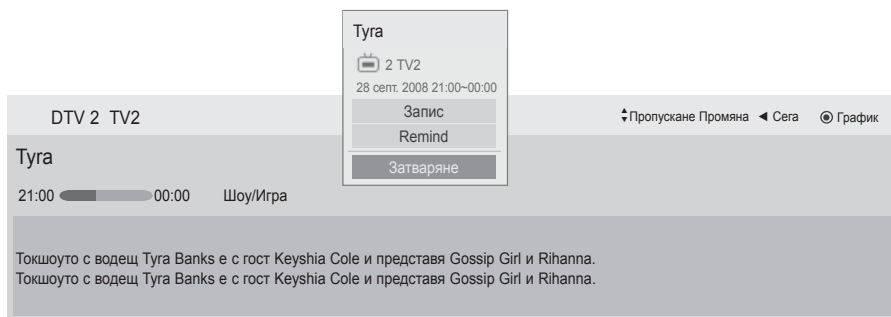 Tyra
2 TV2
28 септ. 2008 21:00~00:00
Запис
Remind
Затваряне
DTV 2 TV2
Пропускане Промяна ◄ Сега ◉ График
Tyra
21:00 00:00 Шоу/Игра
Токшоуто с водещ Tyra Banks е с гост Keyshia Cole и представя Gossip Girl и Rihanna.
Токшоуто с водещ Tyra Banks е с гост Keyshia Cole и представя Gossip Girl и Rihanna.